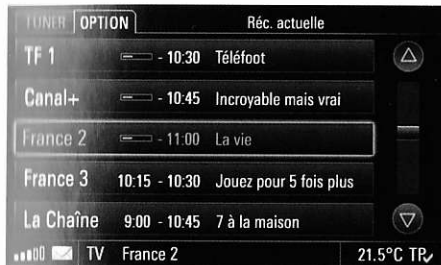 TUNER OPTION Réc. actuelle
TF 1 - 10:30 Téléfoot
Canal+ - 10:45 Incroyable mais vrai
France 2 - 11:00 La vie
France 3 10:15 - 10:30 Jouez pour 5 fois plus
La Chaîne 9:00 - 10:45 7 à la maison
TV France 2 21.5°C TP